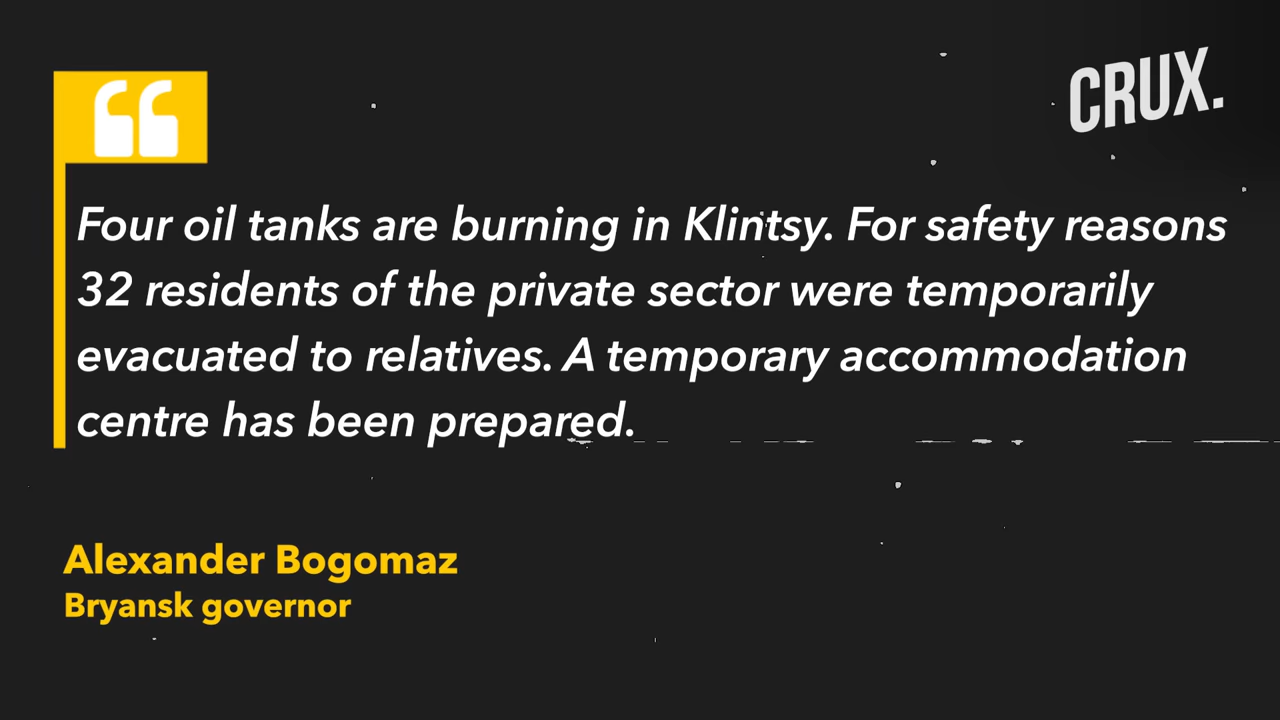 CRUX.
Four oil tanks are burning in Klintsy. For safety reasons
32 residents of the private sector were temporarily
evacuated to relatives. A temporary accommodation
centre has been prepared.
Alexander Bogomaz
Bryansk governor